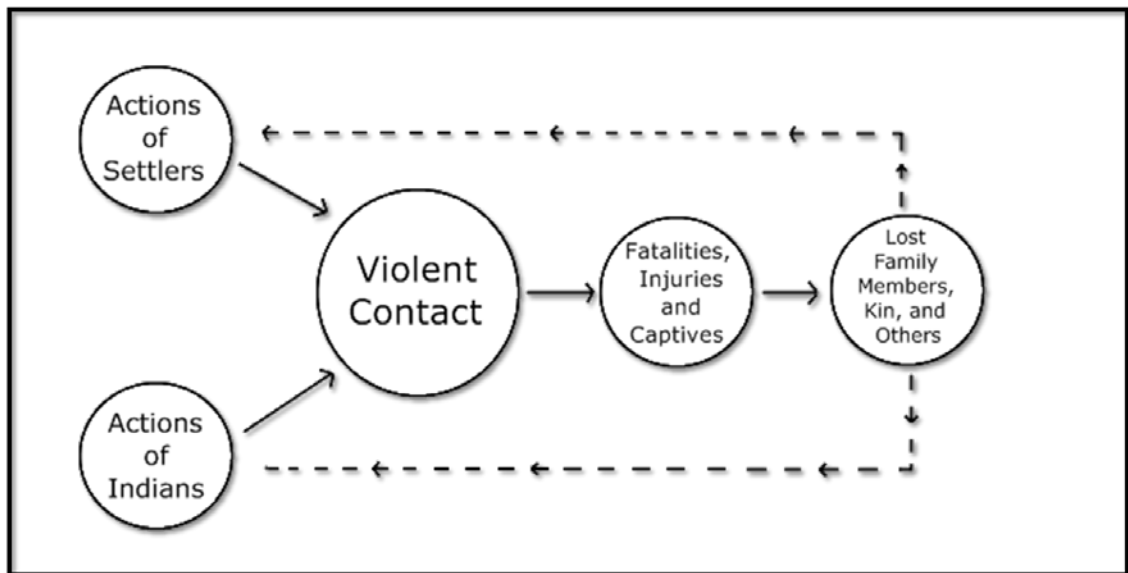 Actions
of
Settlers
Violent
Contact
Fatalities,
Injuries
and
Captives
Lost
Family
Members,
Kin, and
Others
Actions
of
Indians